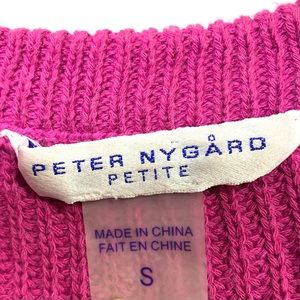 PETER NYGÅRD
PETITE
MADE IN CHINA
FAIT EN CHINE
S